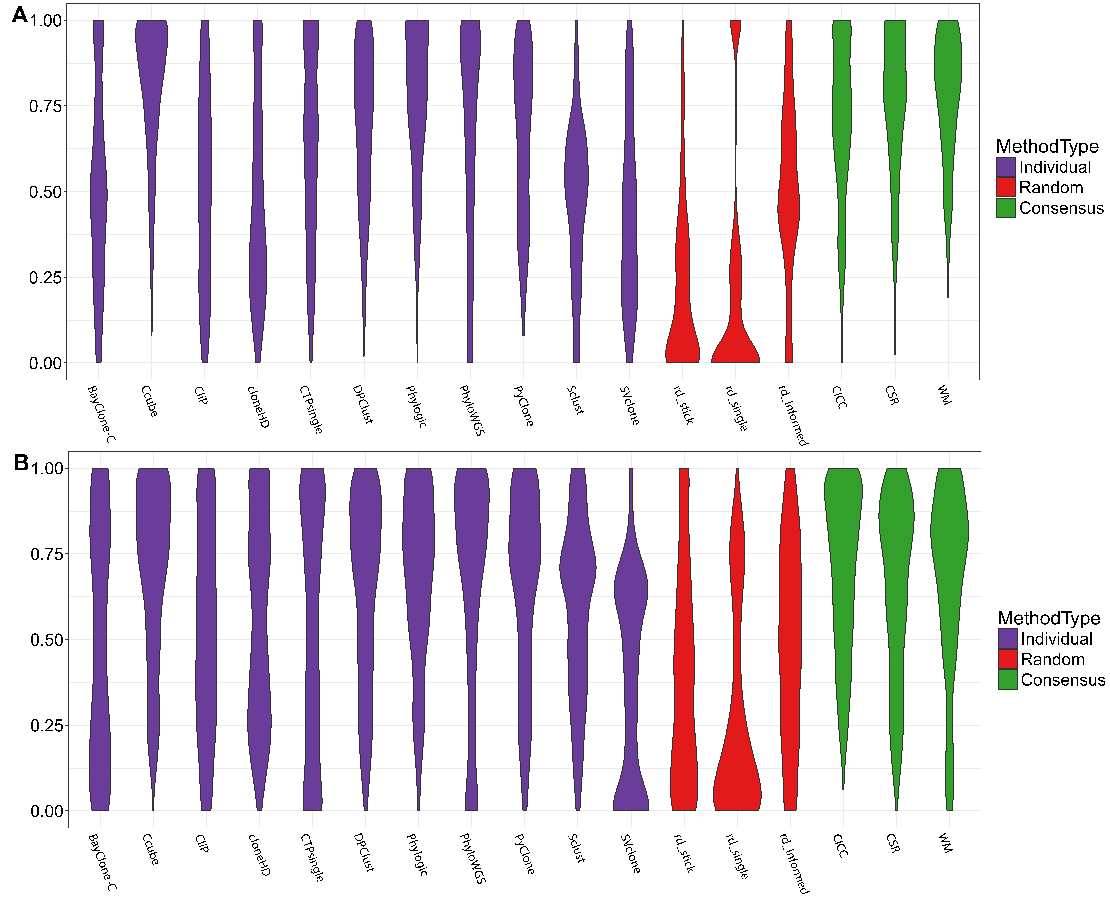 A
1.00
0.75
0.50
0.25
0.00
BayClone-C
Ccube
CliP
cloneHD
CTPsingle
DPClust
Phylogic
PhyloWGS
PyClone
Sclust
SVclone
rd_stick
rd_single
rd_informed
CICC
CSR
WM
MethodType
Individual
Random
Consensus
B
1.00
0.75
0.50
0.25
0.00
BayClone-C
Ccube
CliP
cloneHD
CTPsingle
DPClust
Phylogic
PhyloWGS
PyClone
Sclust
SVclone
rd_stick
rd_single
rd_informed
CICC
CSR
WM
MethodType
Individual
Random
Consensus